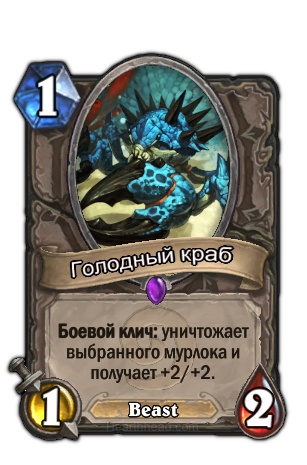 1
Голодный краб
Боевой клич: уничтожает
выбранного мурлока и
получает +2/+2.
1
Beast
2